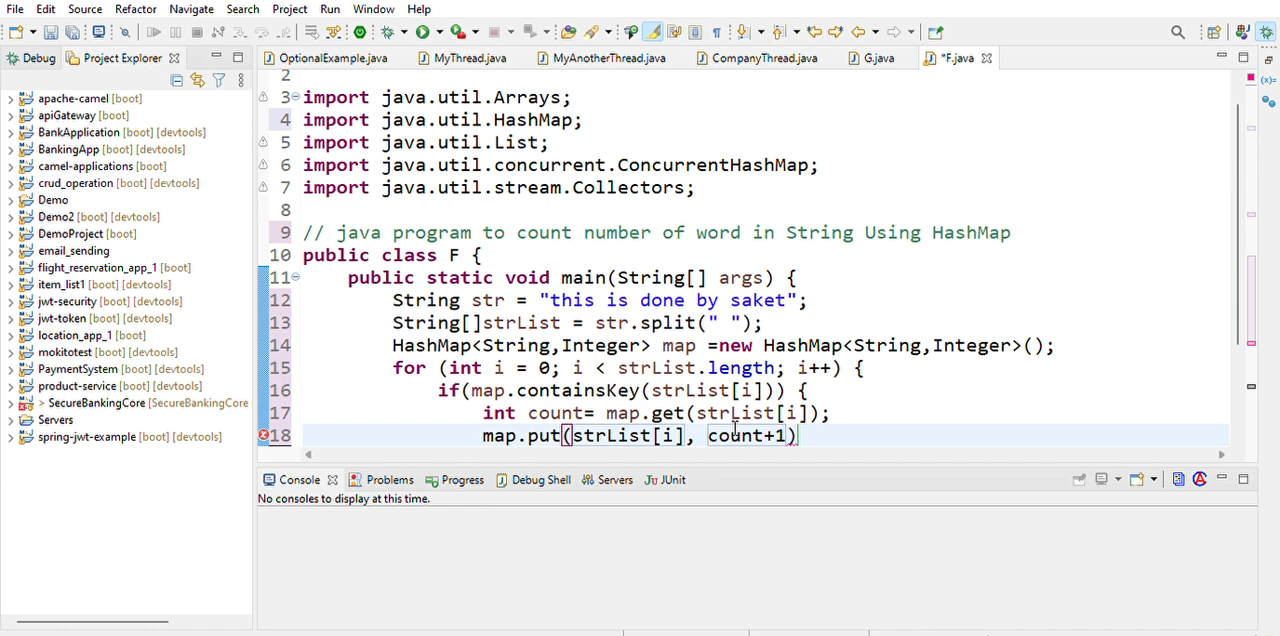 File Edit Source Refactor Navigate Search Project Run Window Help
Debug Project Explorer
OptionalExample.java MyThread.java MyAnotherThread.java CompanyThread.java G.java *F.java
apache-camel [boot]
apiGateway [boot]
BankApplication [boot] [devtools]
BankingApp [boot] [devtools]
camel-applications [boot]
crud_operation [boot] [devtools]
Demo
Demo2 [boot] [devtools]
DemoProject [boot]
email_sending
flight_reservation_app_1 [boot]
item_list1 [boot] [devtools]
jwt-security [boot] [devtools]
jwt-token [boot] [devtools]
location_app_1 [boot]
mokitotest [boot] [devtools]
PaymentSystem [boot] [devtools]
product-service [boot] [devtools]
> SecureBankingCore [SecureBankingCore
Servers
spring-jwt-example [boot] [devtools]
2
3 import java.util.Arrays;
4 import java.util.HashMap;
5 import java.util.List;
6 import java.util.concurrent.ConcurrentHashMap;
7 import java.util.stream.Collectors;
8
9 // java program to count number of word in String Using HashMap
10 public class F {
11 public static void main(String[] args) {
12 String str = "this is done by saket";
13 String[]strList = str.split(" ");
14 HashMap<String,Integer> map =new HashMap<String,Integer>();
15 for (int i = 0; i < strList.length; i++) {
16 if(map.containsKey(strList[i])) {
17 int count= map.get(strList[i]);
18 map.put(strList[i], count+1)
Console Problems Progress Debug Shell Servers JUnit
No consoles to display at this time.